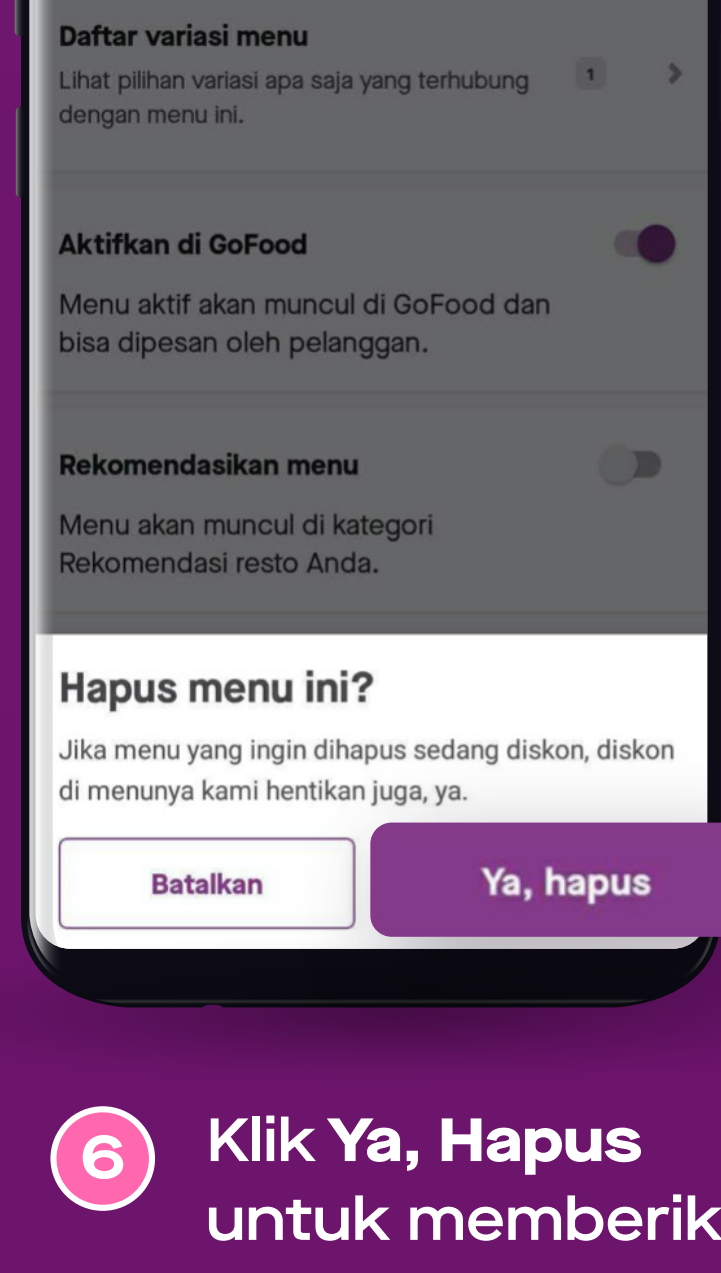 Daftar variasi menu
Lihat pilihan variasi apa saja yang terhubung
dengan menu ini.
1
Aktifkan di GoFood
Menu aktif akan muncul di GoFood dan
bisa dipesan oleh pelanggan.
Rekomendasikan menu
Menu akan muncul di kategori
Rekomendasi resto Anda.
Hapus menu ini?
Jika menu yang ingin dihapus sedang diskon, diskon
di menunya kami hentikan juga, ya.
Batalkan
Ya, hapus
6
Klik Ya, Hapus
untuk memberik